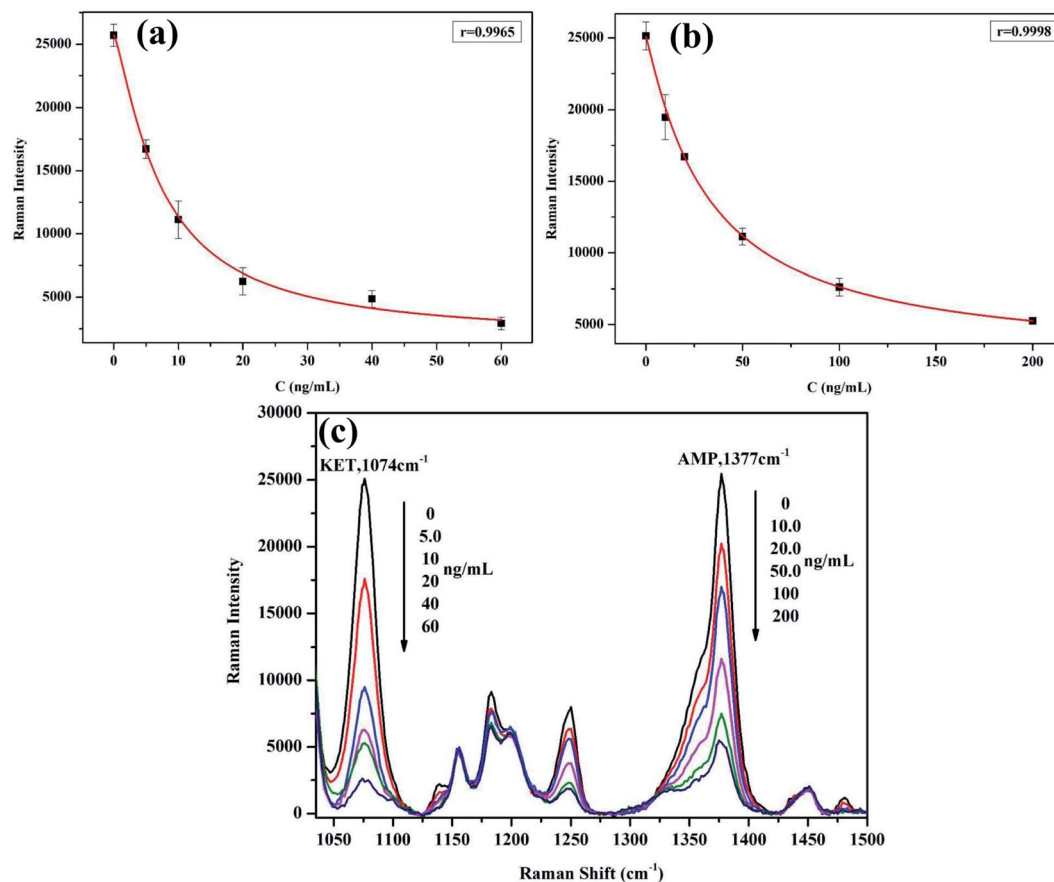 (a)
r=0.9965
25000
20000
15000
10000
5000
Raman Intensity
0 10 20 30 40 50 60
C (ng/mL)
(b)
r=0.9998
25000
20000
15000
10000
5000
Raman Intensity
0 50 100 150 200
C (ng/mL)
(c)
30000
25000
20000
15000
10000
5000
0
Raman Intensity
KET,1074cm-1
0
5.0
10
20 ng/mL
40
60
AMP,1377cm-1
0
10.0
20.0
50.0 ng/mL
100
200
1050 1100 1150 1200 1250 1300 1350 1400 1450 1500
Raman Shift (cm-1)